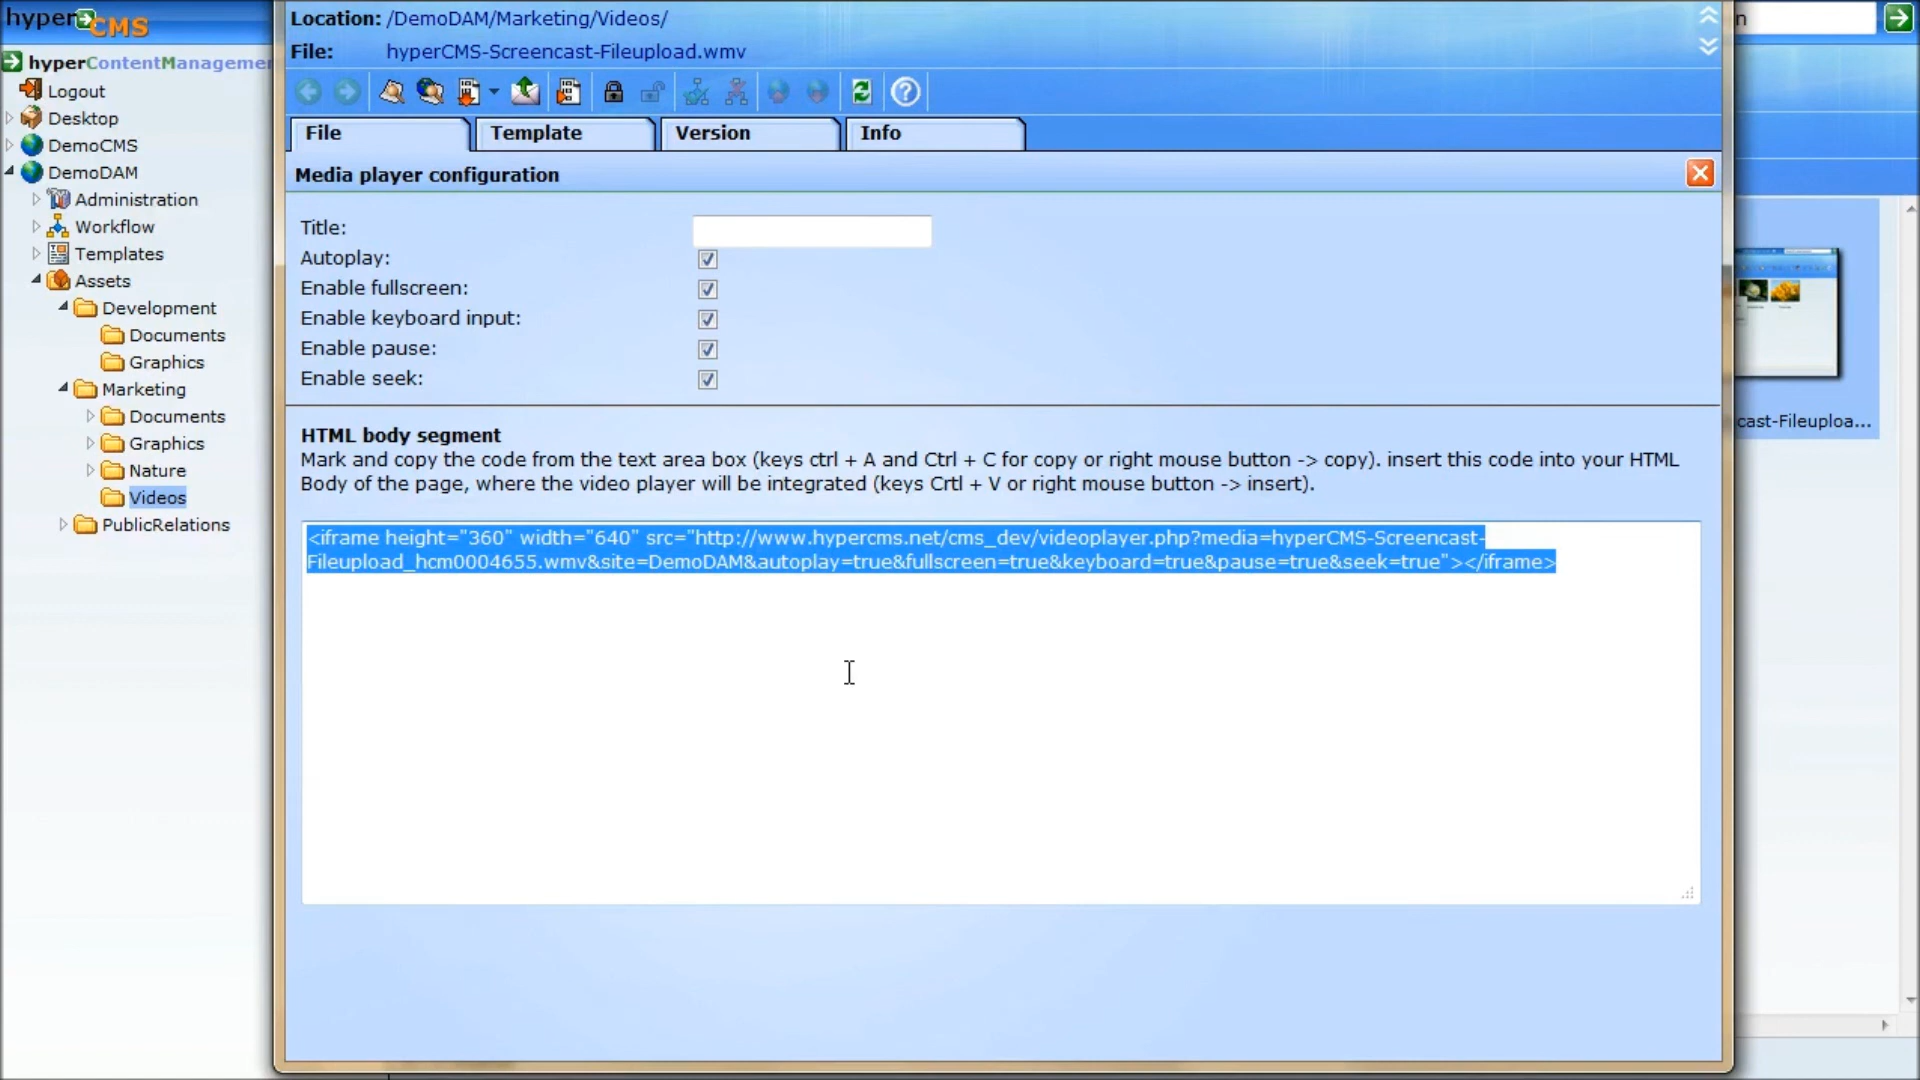 hyper CMS
hyperContentManagemen
Logout
Desktop
DemoCMS
DemoDAM
Administration
Workflow
Templates
Assets
Development
Documents
Graphics
Marketing
Documents
Graphics
Nature
Videos
PublicRelations
Location: /DemoDAM/Marketing/Videos/
File: hyperCMS-Screencast-Fileupload.wmv
File
Template
Version
Info
Media player configuration
Title:
Autoplay:
Enable fullscreen:
Enable keyboard input:
Enable pause:
Enable seek:
HTML body segment
Mark and copy the code from the text area box (keys ctrl + A and Ctrl + C for copy or right mouse button -> copy). insert this code into your HTML
Body of the page, where the video player will be integrated (keys Crtl + V or right mouse button -> insert).
<iframe height="360" width="640" src="http://www.hypercms.net/cms_dev/videoplayer.php?media=hyperCMS-Screencast-
Fileupload_hcm0004655.wmv&site=DemoDAM&autoplay=true&fullscreen=true&keyboard=true&pause=true&seek=true"></iframe>
n
cast-Fileuploa...